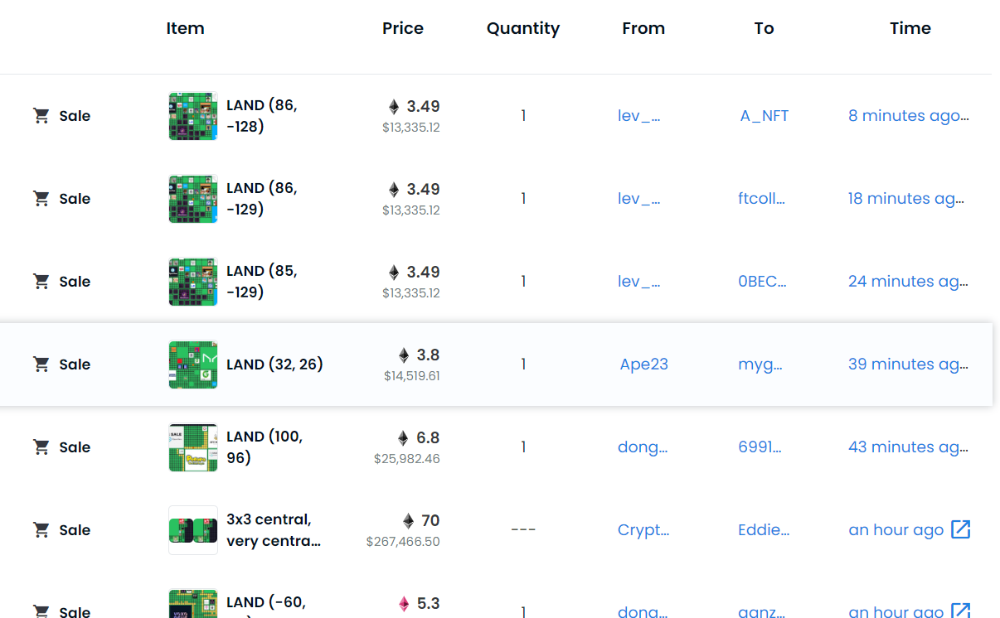 Item Price Quantity From To Time
Sale LAND (86, 3.49 1 lev_... A_NFT 8 minutes ago...
-128) $13,335.12
Sale LAND (86, 3.49 1 lev_... ftcoll... 18 minutes ag...
-129) $13,335.12
Sale LAND (85, 3.49 1 lev_... 0BEC... 24 minutes ag...
-129) $13,335.12
Sale LAND (32, 26) 3.8 1 Ape23 myg... 39 minutes ag...
$14,519.61
Sale LAND (100, 6.8 1 dong... 6991... 43 minutes ag...
96) $25,982.46
Sale 3x3 central, 70 --- Crypt... Eddie... an hour ago
very centra... $267,466.50
Sale LAND (-60, 5.3 1 dong... an hour ago